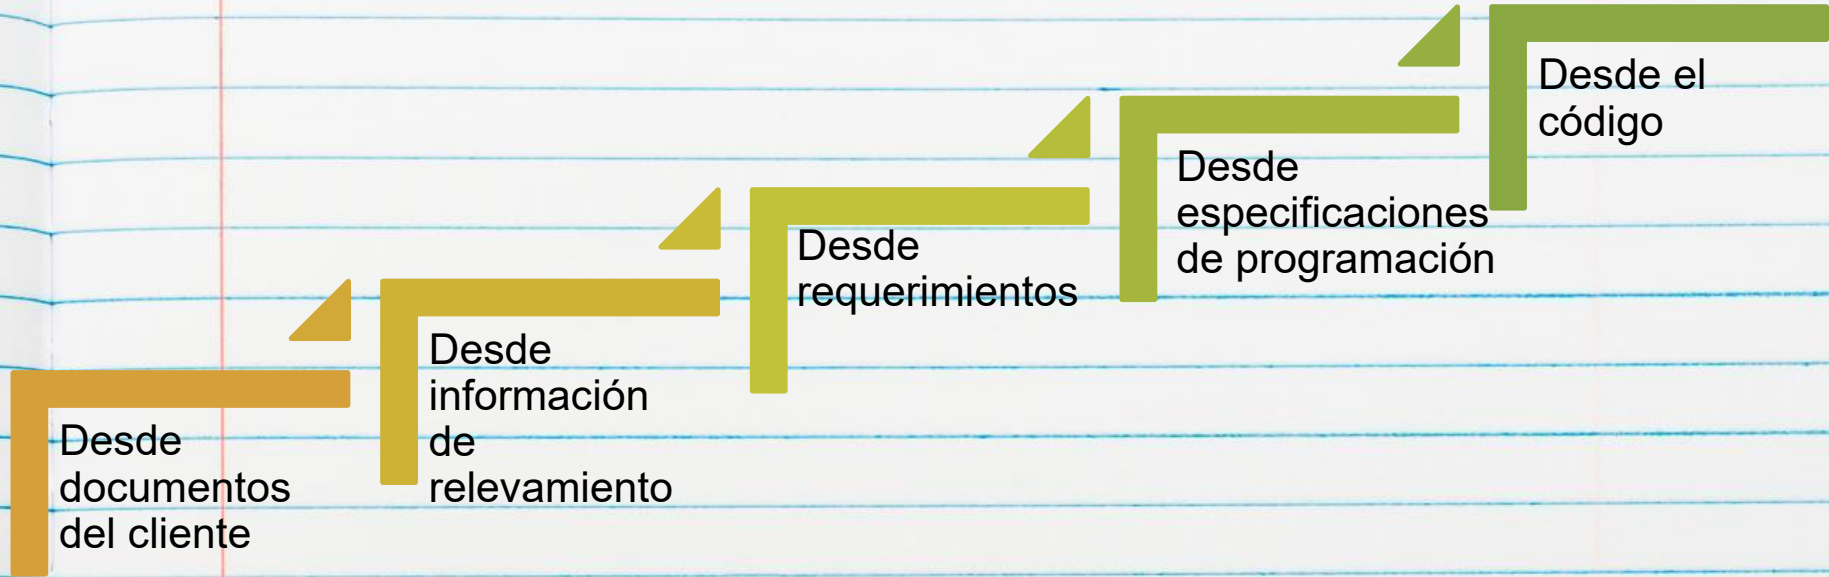 Desde
documentos
del cliente
Desde
información
de
relevamiento
Desde
requerimientos
Desde
especificaciones
de programación
Desde el
código